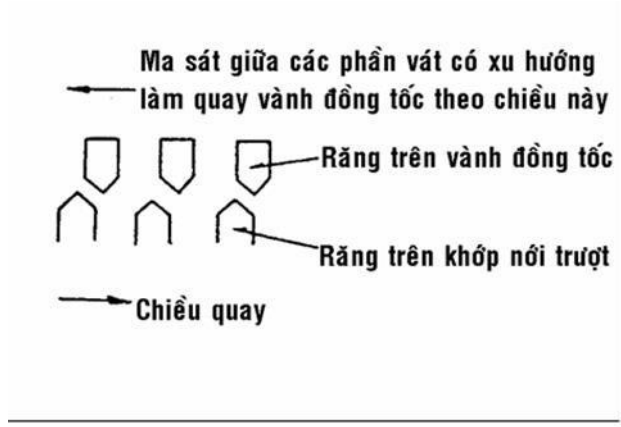 Ma sát giữa các phần vát có xu hướng
làm quay vành đồng tốc theo chiều này
Răng trên vành đồng tốc
Răng trên khớp nới trượt
Chiều quay